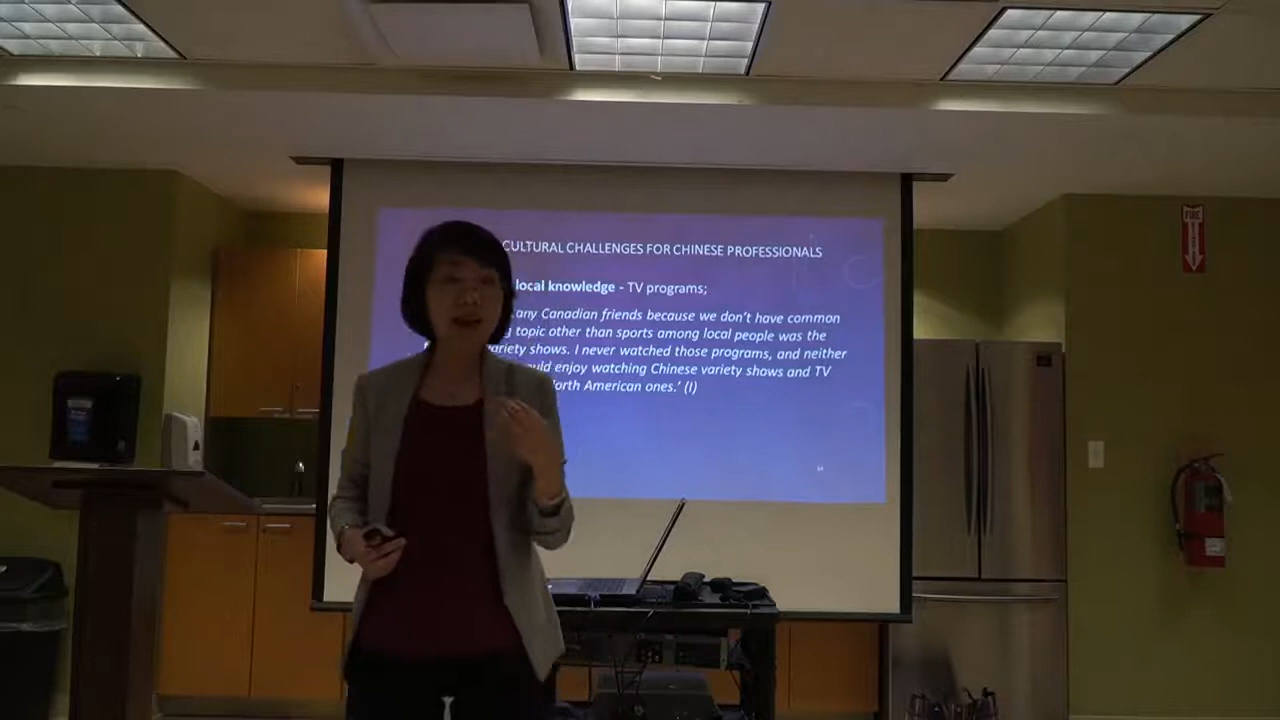 CULTURAL CHALLENGES FOR CHINESE PROFESSIONALS
local knowledge - TV programs;
any Canadian friends because we don't have common
topic other than sports among local people was the
variety shows. I never watched those programs, and neither
enjoy watching Chinese variety shows and TV
North American ones.' (I)
FIRE